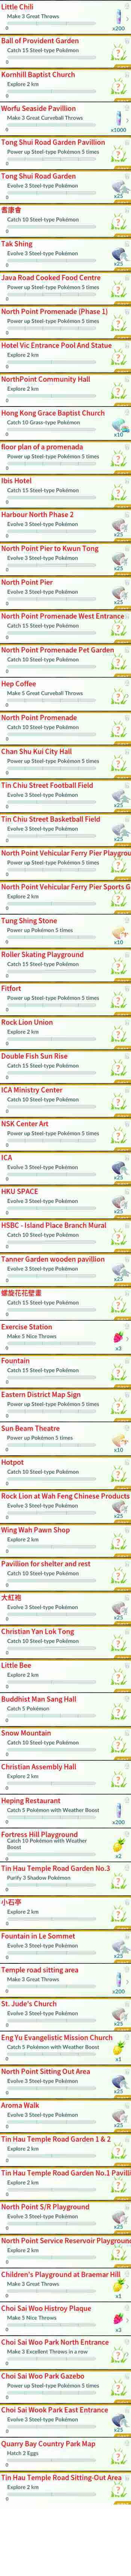 Little Chili
Make 3 Great Throws
0
x200
Ball of Provident Garden
Catch 15 Steel-type Pokémon
0
Kornhill Baptist Church
Explore 2 km
0
Worfu Seaside Pavillion
Make 3 Great Curveball Throws
0
x1000
Tong Shui Road Garden Pavillion
Power up Steel-type Pokémon 5 times
0
Tong Shui Road Garden
Evolve 3 Steel-type Pokémon
0
x25
耆康會
Catch 10 Steel-type Pokémon
0
Tak Shing
Evolve 3 Steel-type Pokémon
0
x25
Java Road Cooked Food Centre
Power up Steel-type Pokémon 5 times
0
North Point Promenade (Phase 1)
Power up Steel-type Pokémon 5 times
0
Hotel Vic Entrance Pool And Statue
Explore 2 km
0
NorthPoint Community Hall
Explore 2 km
0
Hong Kong Grace Baptist Church
Catch 10 Grass-type Pokémon
0
x10
floor plan of a promenada
Power up Steel-type Pokémon 5 times
0
Ibis Hotel
Catch 15 Steel-type Pokémon
0
Harbour North Phase 2
Evolve 3 Steel-type Pokémon
0
x25
North Point Pier to Kwun Tong
Evolve 3 Steel-type Pokémon
0
x25
North Point Pier
Evolve 3 Steel-type Pokémon
0
x25
North Point Promenade West Entrance
Catch 15 Steel-type Pokémon
0
North Point Promenade Pet Garden
Catch 10 Steel-type Pokémon
0
Hep Coffee
Make 5 Great Curveball Throws
0
North Point Promenade
Catch 10 Steel-type Pokémon
0
Chan Shu Kui City Hall
Power up Steel-type Pokémon 5 times
0
Tin Chiu Street Football Field
Evolve 3 Steel-type Pokémon
0
x25
Tin Chiu Street Basketball Field
Evolve 3 Steel-type Pokémon
0
x25
North Point Vehicular Ferry Pier Playgrou
Power up Steel-type Pokémon 5 times
0
North Point Vehicular Ferry Pier Sports G
Explore 2 km
0
Tung Shing Stone
Power up Pokémon 5 times
0
x10
Roller Skating Playground
Catch 15 Steel-type Pokémon
0
Fitfort
Power up Steel-type Pokémon 5 times
0
Rock Lion Union
Explore 2 km
0
Double Fish Sun Rise
Catch 15 Steel-type Pokémon
0
ICA Ministry Center
Catch 10 Steel-type Pokémon
0
NSK Center Art
Power up Steel-type Pokémon 5 times
0
ICA
Evolve 3 Steel-type Pokémon
0
x25
HKU SPACE
Evolve 3 Steel-type Pokémon
0
x25
HSBC - Island Place Branch Mural
Catch 10 Steel-type Pokémon
0
Tanner Garden wooden pavillion
Evolve 3 Steel-type Pokémon
0
x25
螺旋花花壁畫
Catch 15 Steel-type Pokémon
0
Exercise Station
Make 5 Nice Throws
0
x3
Fountain
Catch 15 Steel-type Pokémon
0
Eastern District Map Sign
Power up Steel-type Pokémon 5 times
0
Sun Beam Theatre
Power up Pokémon 5 times
0
x10
Hotpot
Catch 10 Steel-type Pokémon
0
Rock Lion at Wah Feng Chinese Products
Evolve 3 Steel-type Pokémon
0
x25
Wing Wah Pawn Shop
Explore 2 km
0
Pavillion for shelter and rest
Catch 10 Steel-type Pokémon
0
大紅袍
Evolve 3 Steel-type Pokémon
0
x25
Christian Yan Lok Tong
Catch 10 Steel-type Pokémon
0
Little Bee
Explore 2 km
0
Buddhist Man Sang Hall
Catch 5 Pokémon
0
Snow Mountain
Catch 10 Steel-type Pokémon
0
Christian Assembly Hall
Explore 2 km
0
Heping Restaurant
Catch 5 Pokémon with Weather Boost
0
x200
Fortress Hill Playground
Catch 10 Pokémon with Weather
Boost
0
x2
Tin Hau Temple Road Garden No.3
Purify 3 Shadow Pokémon
0
小石亭
Explore 2 km
0
Fountain in Le Sommet
Evolve 3 Steel-type Pokémon
0
x25
Temple road sitting area
Make 3 Great Throws
0
x200
St. Jude's Church
Evolve 3 Steel-type Pokémon
0
x25
Eng Yu Evangelistic Mission Church
Catch 5 Pokémon with Weather Boost
0
x1
North Point Sitting Out Area
Evolve 3 Steel-type Pokémon
0
x25
Aroma Walk
Evolve 3 Steel-type Pokémon
0
x25
Tin Hau Temple Road Garden 1 & 2
Explore 2 km
0
Tin Hau Temple Road Garden No.1 Pavili
Explore 2 km
0
North Point S/R Playground
Evolve 3 Steel-type Pokémon
0
x25
North Point Service Reservoir Playground
Explore 2 km
0
Children's Playground at Braemar Hill
Make 3 Great Throws
0
x1
Choi Sai Woo Histroy Plaque
Make 5 Nice Throws
0
x3
Choi Sai Woo Park North Entrance
Make 3 Excellent Throws in a row
0
Choi Sai Woo Park Gazebo
Power up Steel-type Pokémon 5 times
0
Choi Sai Wook Park East Entrance
Evolve 3 Steel-type Pokémon
0
x25
Quarry Bay Country Park Map
Hatch 2 Eggs
0
Tin Hau Temple Road Sitting-Out Area
Explore 2 km
0